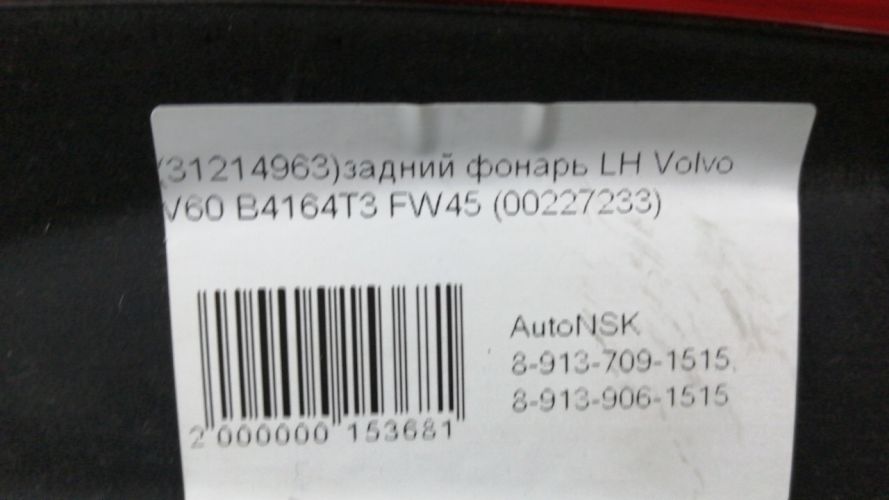 (31214963)задний фонарь LH Volvo
V60 B4164T3 FW45 (00227233)
AutoNSK
8-913-709-1515,
8-913-906-1515
2 000000 153681